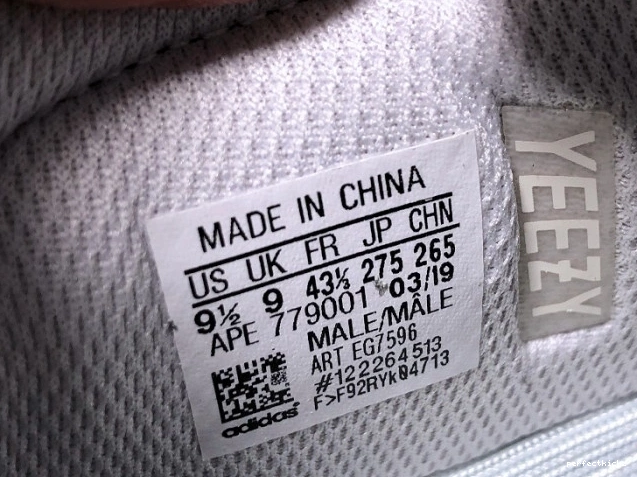 MADE IN CHINA
US UK FR JP CHN
9½ 9 43⅓ 275 265
APE 779001 03/19
MALE/MÂLE
ART EG7596
#122264513
F>F92RYK04713
adidas
YEEZY